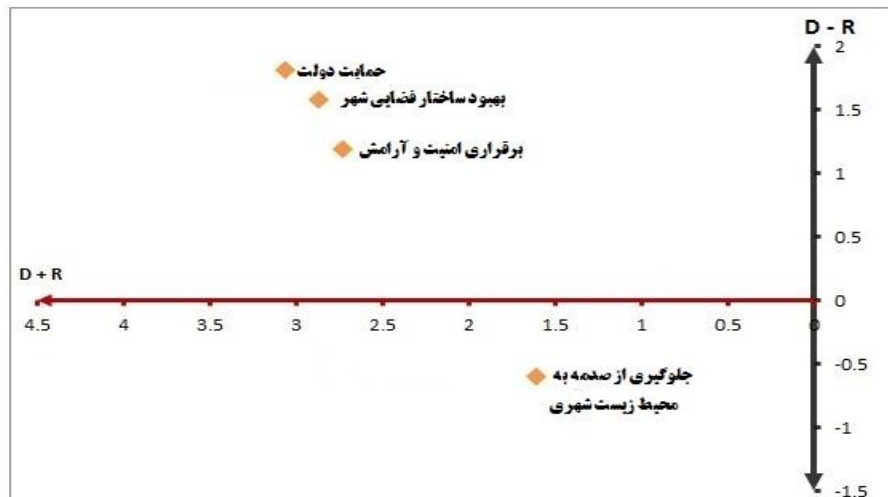 D - R
2
حمایت دولت
بهبود ساختار فضایی شهر
1.5
برقراری امنیت و آرامش
1
0.5
D + R
0
4.5 4 3.5 3 2.5 2 1.5 1 0.5 0
جلوگیری از صدمه به
محیط زیست شهری
-0.5
-1
-1.5